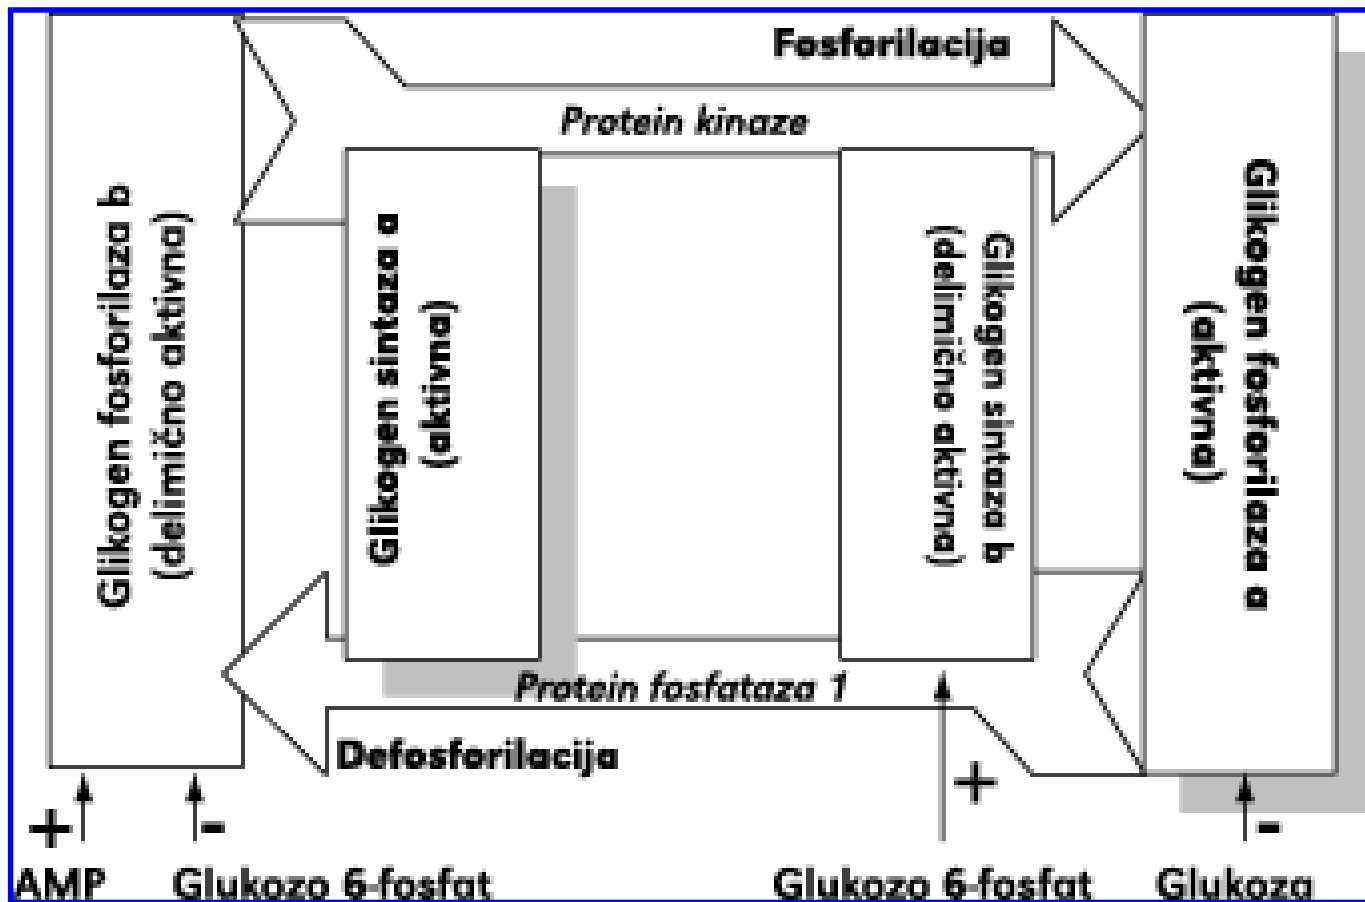 Fosforilacija
Protein kinaze
Glikogen fosforilaza b
(delimično aktivna)
Glikogen sintaza a
(aktivna)
Glikogen sintaza b
(delimično aktivna)
Glikogen fosforilaza a
(aktivna)
Protein fosfataza 1
Defosforilacija
+
-
+
-
AMP
Glukozo 6-fosfat
Glukozo 6-fosfat
Glukoza